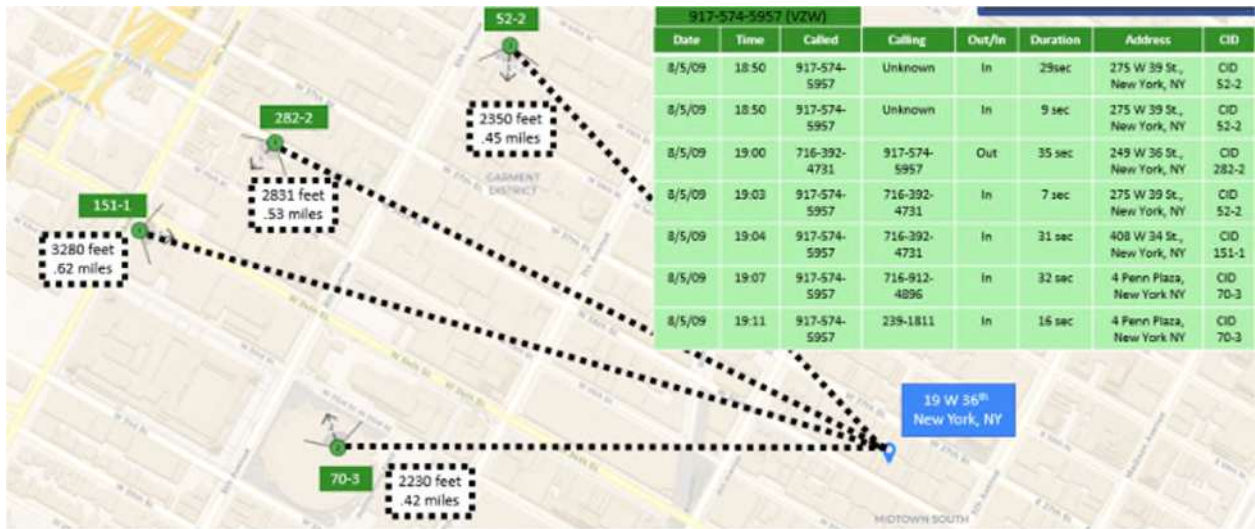 52-2
2350 feet
.45 miles
282-2
2831 feet
.53 miles
GARMENT
DISTRICT
151-1
3280 feet
.62 miles
70-3
2230 feet
.42 miles
19 W 36th
New York, NY
MIDTOWN SOUTH
917-574-5957 (VZW)
Date Time Called Calling Out/In Duration Address CID
8/5/09 18:50 917-574-5957 Unknown In 29sec 275 W 39 St., New York, NY CID 52-2
8/5/09 18:50 917-574-5957 Unknown In 9 sec 275 W 39 St., New York, NY CID 52-2
8/5/09 19:00 716-392-4731 917-574-5957 Out 35 sec 249 W 36 St., New York, NY CID 282-2
8/5/09 19:03 917-574-5957 716-392-4731 In 7 sec 275 W 39 St., New York, NY CID 52-2
8/5/09 19:04 917-574-5957 716-392-4731 In 31 sec 408 W 34 St., New York, NY CID 151-1
8/5/09 19:07 917-574-5957 716-912-4896 In 32 sec 4 Penn Plaza, New York NY CID 70-3
8/5/09 19:11 917-574-5957 239-1811 In 16 sec 4 Penn Plaza, New York NY CID 70-3